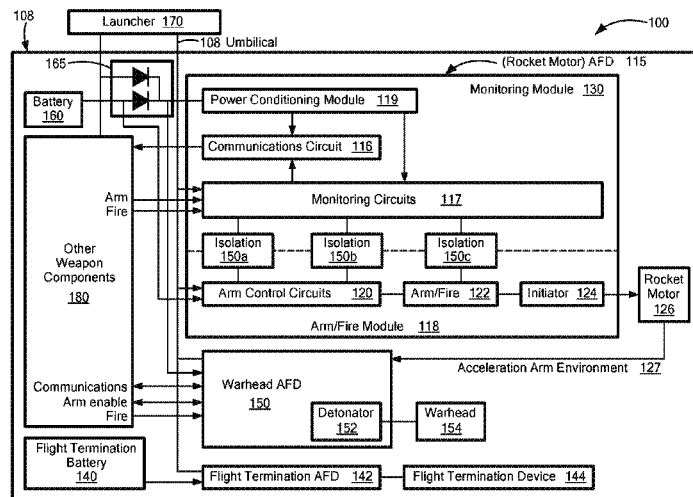 108
Launcher
170
100
108 Umbilical
165
(Rocket Motor) AFD 115
Monitoring Module 130
Battery
160
Power Conditioning Module 119
Communications Circuit 116
Arm
Fire
Monitoring Circuits 117
Other
Weapon
Components
180
Isolation
150a
Isolation
150b
Isolation
150c
Arm Control Circuits 120
Arm/Fire 122
Initiator 124
Rocket
Motor
126
Arm/Fire Module 118
Acceleration Arm Environment 127
Communications
Arm enable
Fire
Warhead AFD
150
Detonator
152
Warhead
154
Flight Termination
Battery
140
Flight Termination AFD 142
Flight Termination Device 144